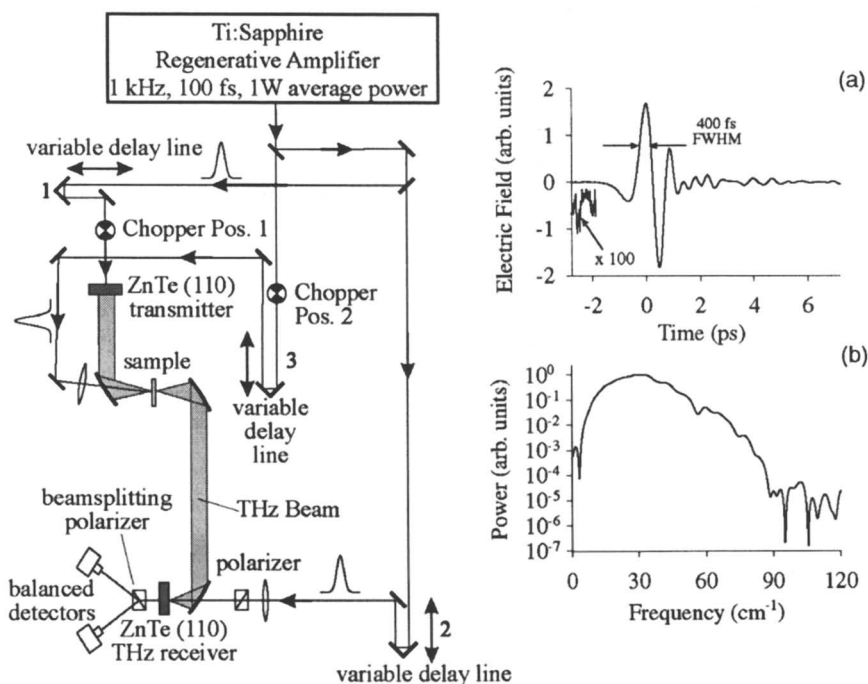 Ti:Sapphire
Regenerative Amplifier
1 kHz, 100 fs, 1W average power
variable delay line
1
Chopper Pos. 1
ZnTe (110)
transmitter
Chopper
Pos. 2
sample
3
variable
delay
line
THz Beam
beamsplitting
polarizer
polarizer
balanced
detectors
ZnTe (110)
THz receiver
2
variable delay line
(a)
Electric Field (arb. units)
2
1
0
-1
-2
400 fs
FWHM
x 100
-2 0 2 4 6
Time (ps)
(b)
Power (arb. units)
10⁰
10⁻¹
10⁻²
10⁻³
10⁻⁴
10⁻⁵
10⁻⁶
10⁻⁷
0 30 60 90 120
Frequency (cm⁻¹)